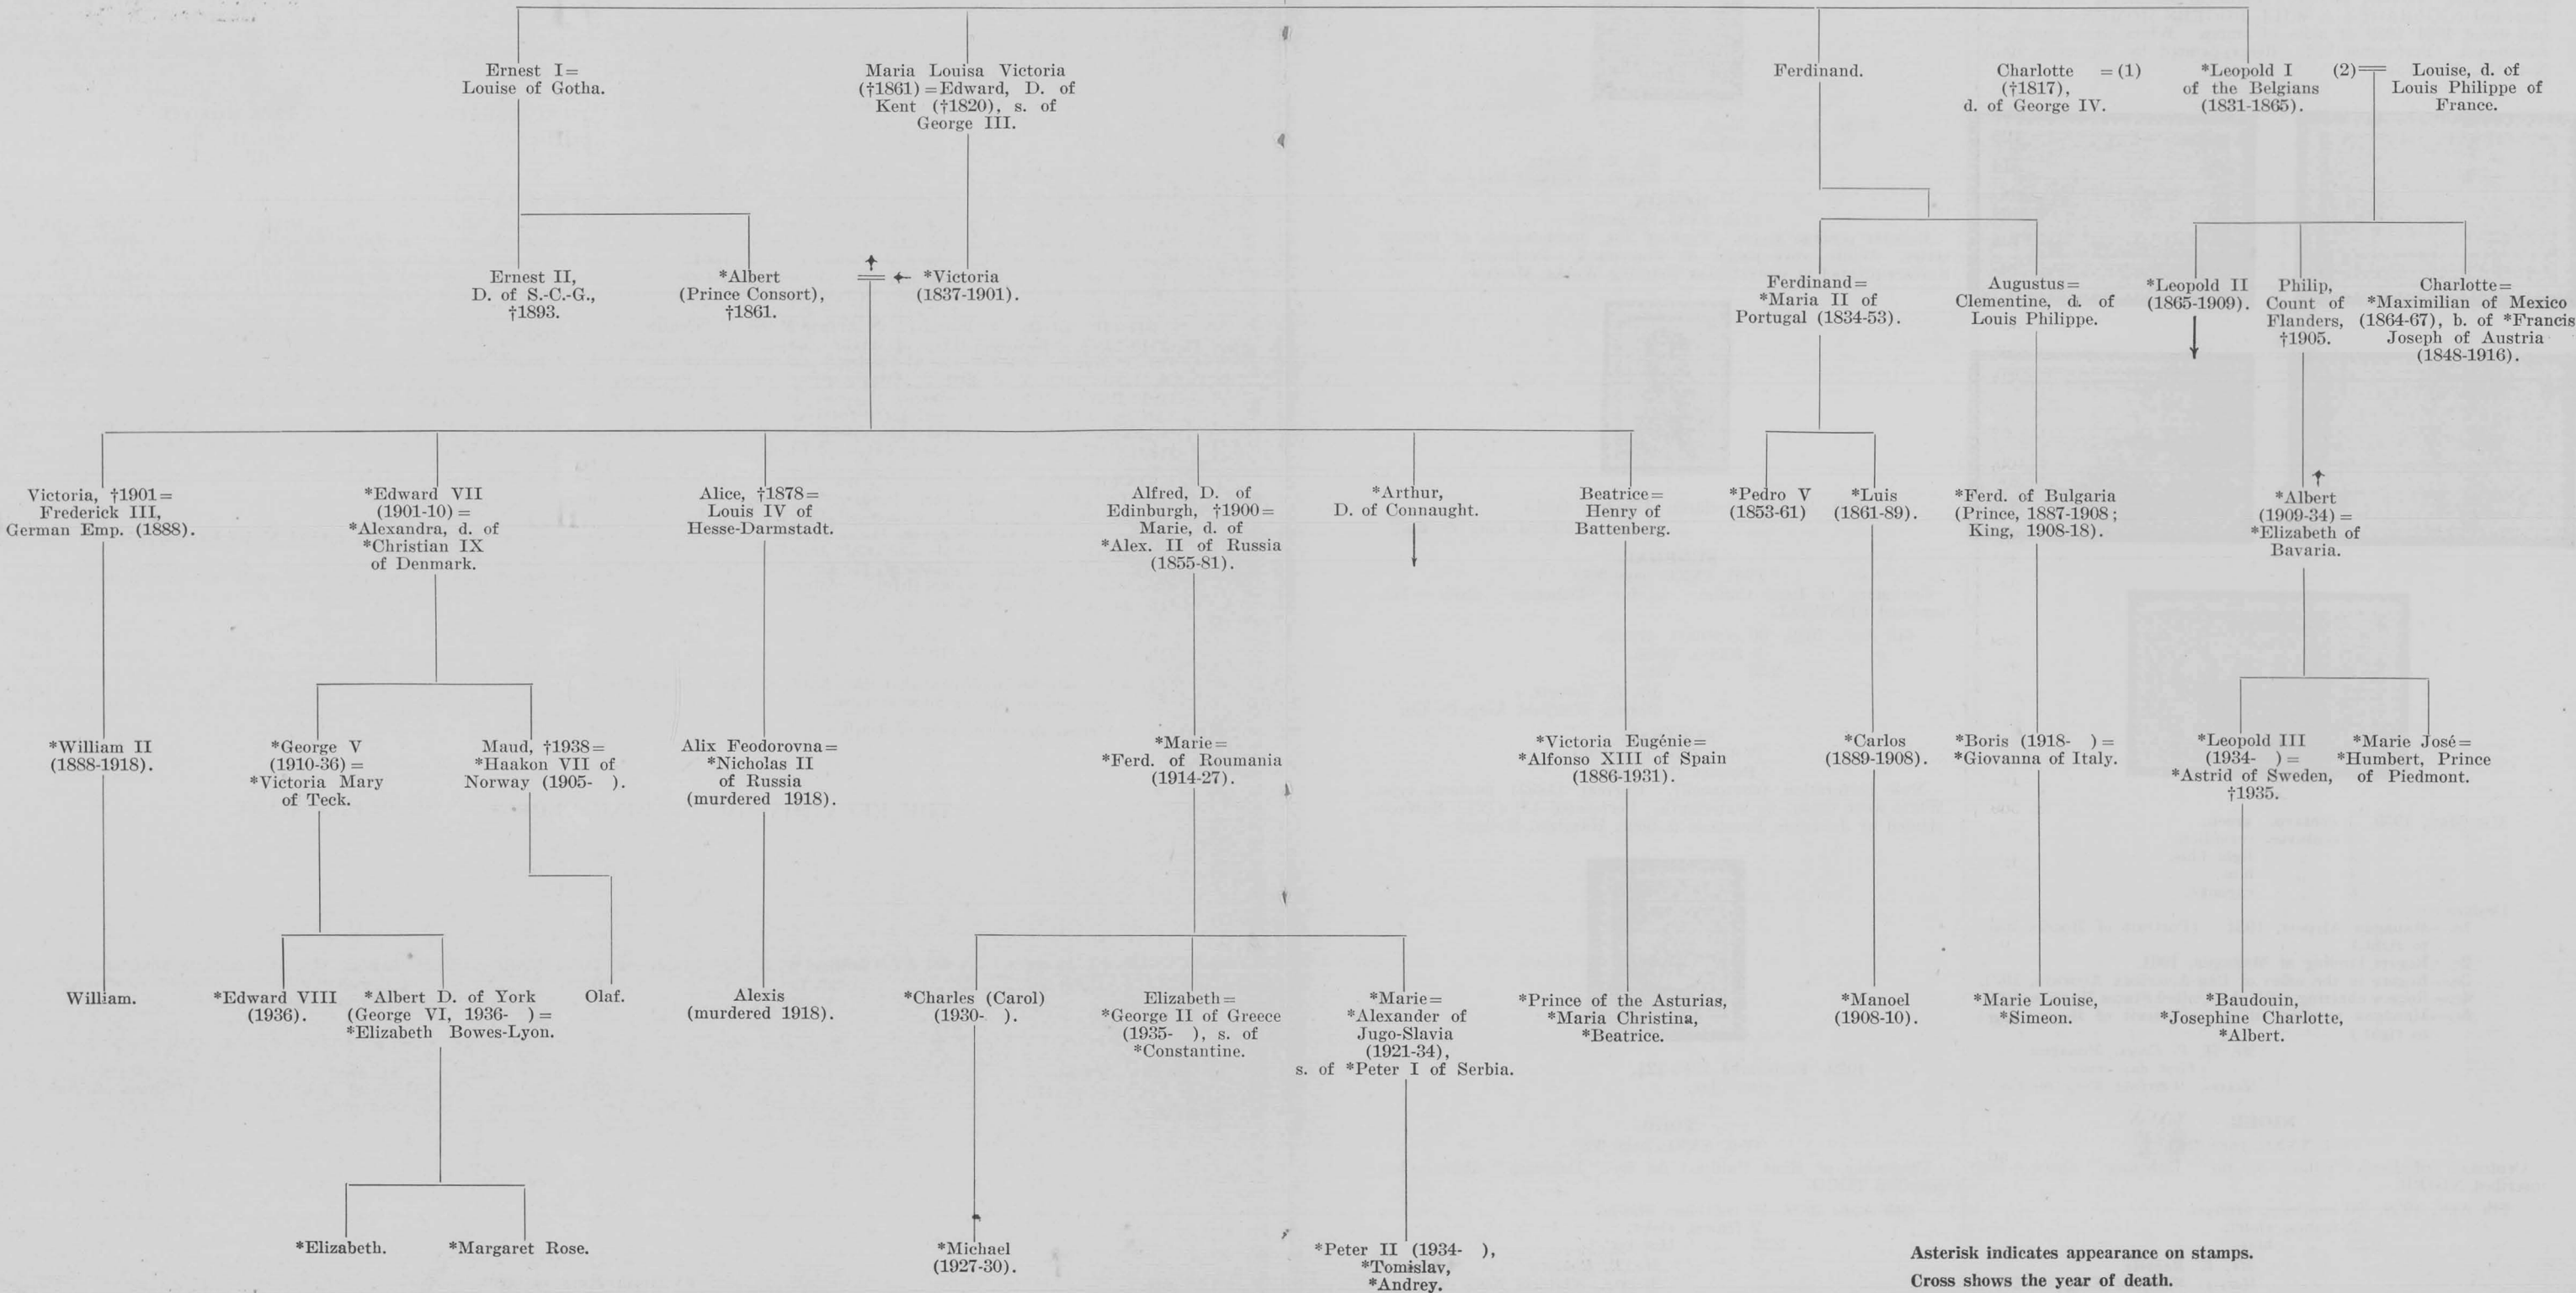 Ernest I=
Louise of Gotha.
Maria Louisa Victoria
(†1861)=Edward, D. of
Kent (†1820), s. of
George III.
Ferdinand.
Charlotte =(1)
(†1817),
d. of George IV.
*Leopold I
of the Belgians
(1831-1865).
(2)=
Louise, d. of
Louis Philippe of
France.
Ernest II,
D. of S.-C.-G.,
†1893.
*Albert
(Prince Consort),
†1861.
=
*Victoria
(1837-1901).
Ferdinand=
*Maria II of
Portugal (1834-53).
Augustus=
Clementine, d. of
Louis Philippe.
*Leopold II
(1865-1909).
Philip,
Count of
Flanders,
†1905.
Charlotte=
*Maximilian of Mexico
(1864-67), b. of *Francis
Joseph of Austria
(1848-1916).
Victoria, †1901=
Frederick III,
German Emp. (1888).
*Edward VII
(1901-10)=
*Alexandra, d. of
*Christian IX
of Denmark.
Alice, †1878=
Louis IV of
Hesse-Darmstadt.
Alfred, D. of
Edinburgh, †1900=
Marie, d. of
*Alex. II of Russia
(1855-81).
*Arthur,
D. of Connaught.
Beatrice=
Henry of
Battenberg.
*Pedro V
(1853-61)
*Luis
(1861-89).
*Ferd. of Bulgaria
(Prince, 1887-1908;
King, 1908-18).
*Albert
(1909-34)=
*Elizabeth of
Bavaria.
*William II
(1888-1918).
*George V
(1910-36)=
*Victoria Mary
of Teck.
Maud, †1938=
*Haakon VII of
Norway (1905- ).
Alix Feodorovna=
*Nicholas II
of Russia
(murdered 1918).
*Marie=
*Ferd. of Roumania
(1914-27).
*Victoria Eugénie=
*Alfonso XIII of Spain
(1886-1931).
*Carlos
(1889-1908).
*Boris (1918- )=
*Giovanna of Italy.
*Leopold III
(1934- )=
*Astrid of Sweden,
†1935.
*Marie José=
*Humbert, Prince
of Piedmont.
William.
*Edward VIII
(1936).
*Albert D. of York
(George VI, 1936- )=
*Elizabeth Bowes-Lyon.
Olaf.
Alexis
(murdered 1918).
*Charles (Carol)
(1930- ).
Elizabeth=
*George II of Greece
(1935- ), s. of
*Constantine.
*Marie=
*Alexander of
Jugo-Slavia
(1921-34),
s. of *Peter I of Serbia.
*Prince of the Asturias,
*Maria Christina,
*Beatrice.
*Manoel
(1908-10).
*Marie Louise,
*Simeon.
*Baudouin,
*Josephine Charlotte,
*Albert.
*Elizabeth.
*Margaret Rose.
*Michael
(1927-30).
*Peter II (1934- ),
*Tomislav,
*Andrey.
Asterisk indicates appearance on stamps.
Cross shows the year of death.